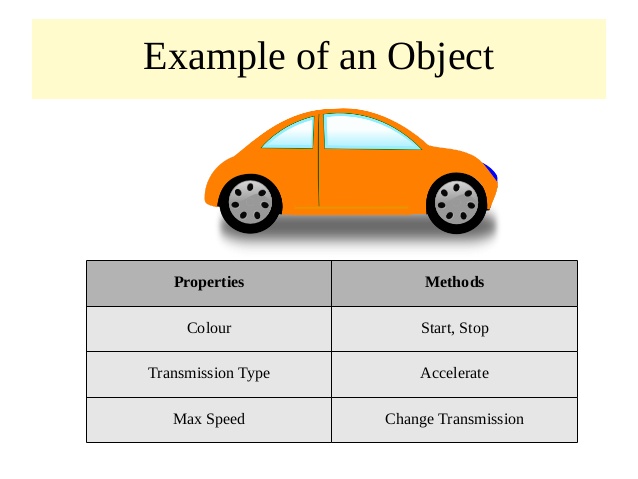 Example of an Object
Properties Methods
Colour Start, Stop
Transmission Type Accelerate
Max Speed Change Transmission